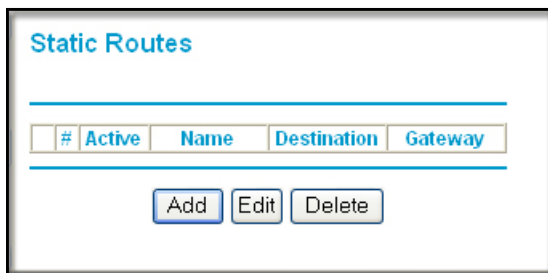 Static Routes
# Active Name Destination Gateway
Add Edit Delete